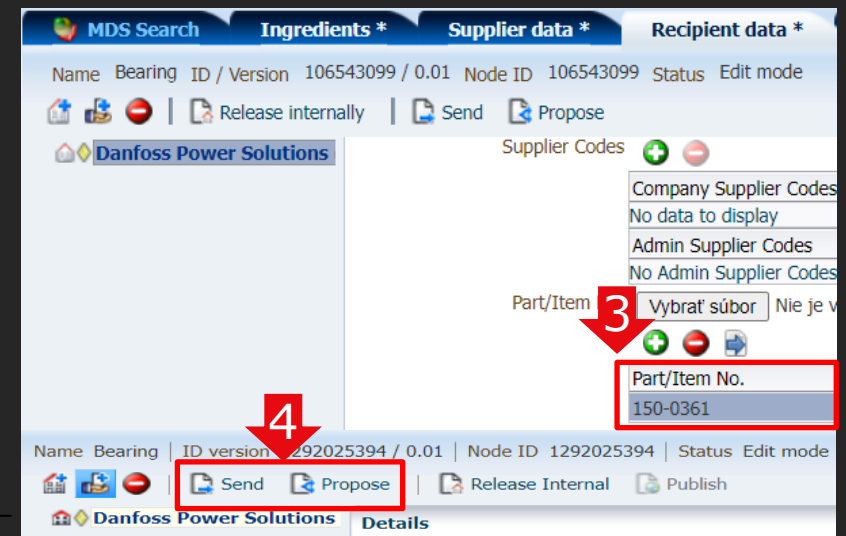 MDS Search Ingredients * Supplier data * Recipient data *
Name Bearing ID / Version 106543099 / 0.01 Node ID 106543099 Status Edit mode
Release internally Send Propose
Danfoss Power Solutions
Supplier Codes
Company Supplier Codes
No data to display
Admin Supplier Codes
No Admin Supplier Codes
Part/Item Vybrať súbor Nie je v
3
Part/Item No.
150-0361
4
Name Bearing | ID version 1292025394 / 0.01 | Node ID 1292025394 | Status Edit mode
Send Propose | Release Internal Publish
Danfoss Power Solutions Details